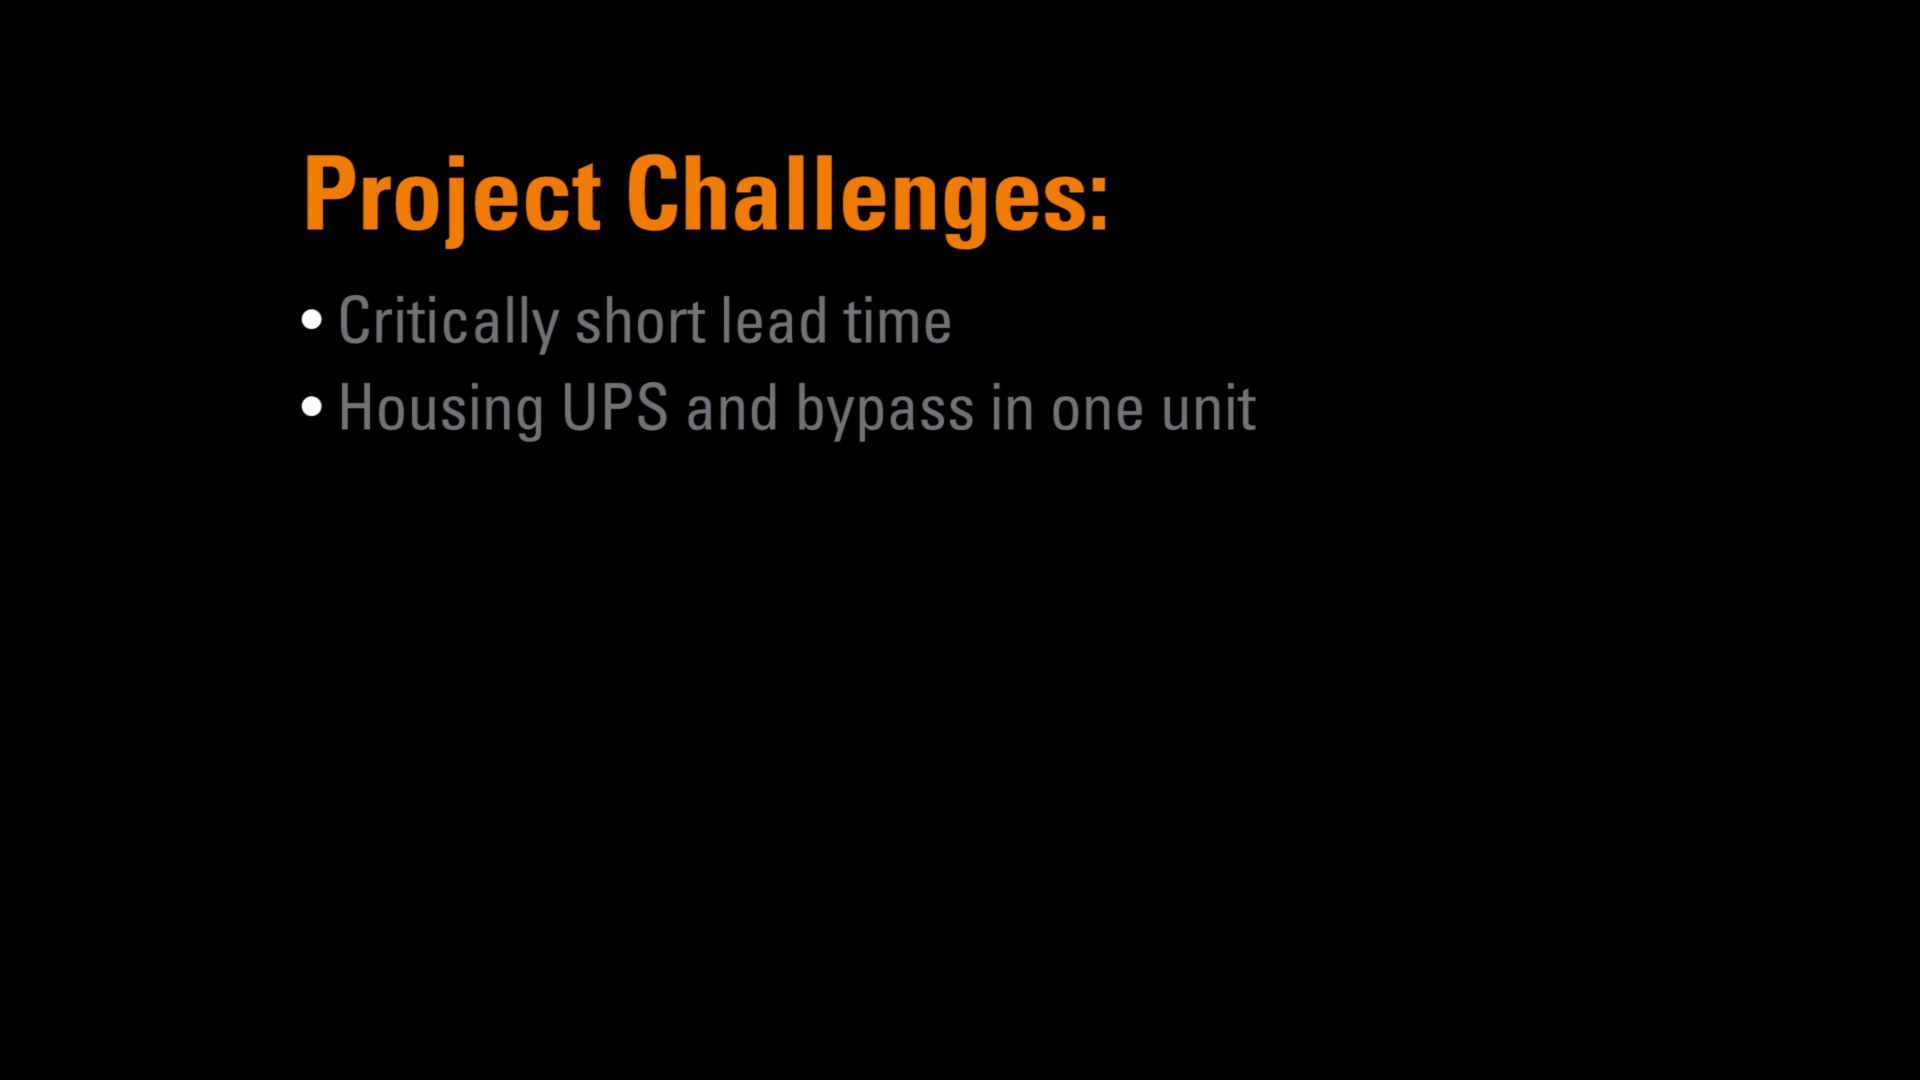 Project Challenges:
• Critically short lead time
• Housing UPS and bypass in one unit